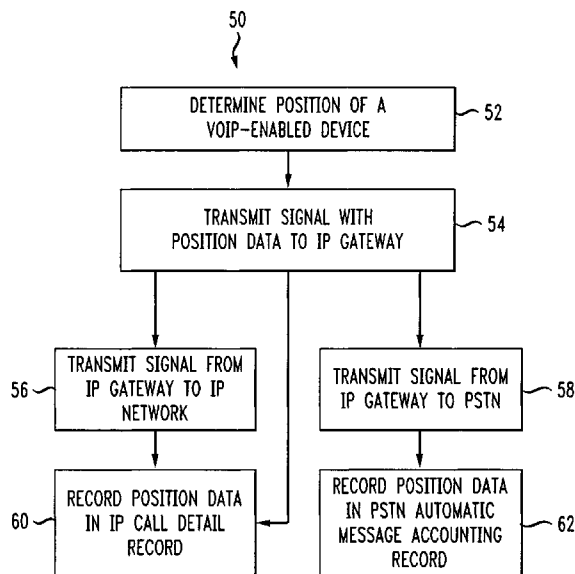 50
DETERMINE POSITION OF A
VOIP-ENABLED DEVICE
52
TRANSMIT SIGNAL WITH
POSITION DATA TO IP GATEWAY
54
56
TRANSMIT SIGNAL FROM
IP GATEWAY TO IP
NETWORK
TRANSMIT SIGNAL FROM
IP GATEWAY TO PSTN
58
60
RECORD POSITION DATA
IN IP CALL DETAIL
RECORD
RECORD POSITION DATA
IN PSTN AUTOMATIC
MESSAGE ACCOUNTING
RECORD
62